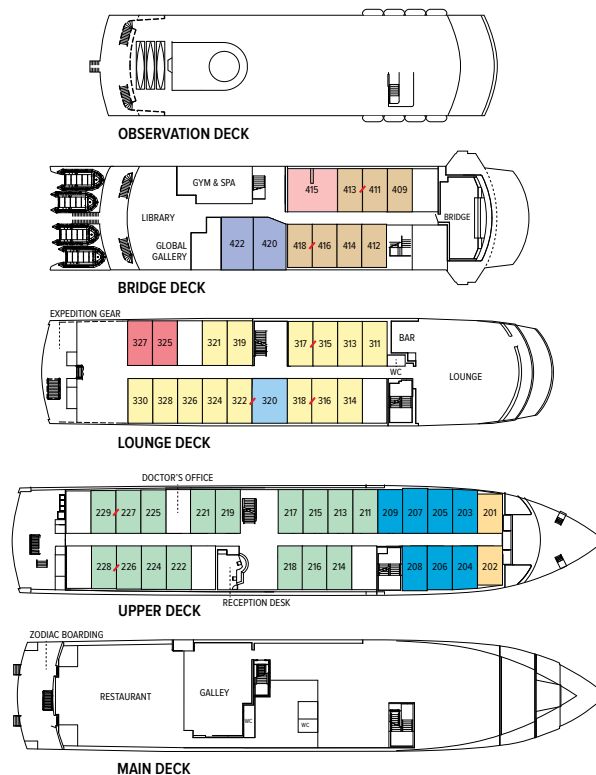 OBSERVATION DECK
GYM & SPA
415
413
411
409
LIBRARY
BRIDGE
GLOBAL
GALLERY
422
420
418
416
414
412
BRIDGE DECK
EXPEDITION GEAR
327
325
321
319
317
315
313
311
BAR
WC
LOUNGE
330
328
326
324
322
320
318
316
314
LOUNGE DECK
DOCTOR'S OFFICE
229
227
225
221
219
217
215
213
211
209
207
205
203
201
228
226
224
222
218
216
214
208
206
204
202
RECEPTION DESK
UPPER DECK
ZODIAC BOARDING
RESTAURANT
GALLEY
WC
WC
MAIN DECK